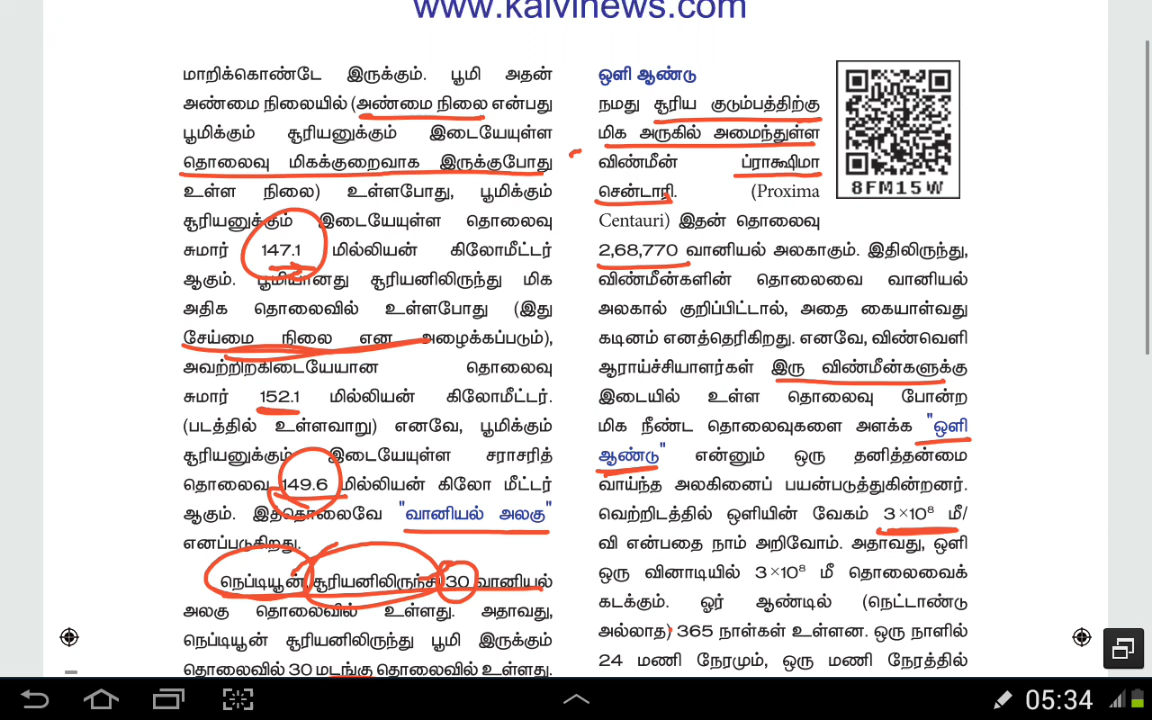 www.kalvinews.com
மாறிக்கொண்டே இருக்கும். பூமி அதன்
அண்மை நிலையில் (அண்மை நிலை என்பது
பூமிக்கும் சூரியனுக்கும் இடையேயுள்ள
தொலைவு மிகக்குறைவாக இருக்குபோது
உள்ள நிலை) உள்ளபோது, பூமிக்கும்
சூரியனுக்கும் இடையேயுள்ள தொலைவு
சுமார் 147.1 மில்லியன் கிலோமீட்டர்
ஆகும். பூமியானது சூரியனிலிருந்து மிக
அதிக தொலைவில் உள்ளபோது (இது
சேய்மை நிலை என அழைக்கப்படும்),
அவற்றிற்கிடையேயான தொலைவு
சுமார் 152.1 மில்லியன் கிலோமீட்டர்.
(படத்தில் உள்ளவாறு) எனவே, பூமிக்கும்
சூரியனுக்கும் இடையேயுள்ள சராசரித்
தொலைவு 149.6 மில்லியன் கிலோ மீட்டர்
ஆகும். இத்தொலைவே "வானியல் அலகு"
எனப்படுகிறது.
நெப்டியூன் சூரியனிலிருந்து 30 வானியல்
அலகு தொலைவில் உள்ளது. அதாவது,
நெப்டியூன் சூரியனிலிருந்து பூமி இருக்கும்
தொலைவில் 30 மடங்கு தொலைவில் உள்ளது.
ஒளி ஆண்டு
நமது சூரிய குடும்பத்திற்கு
மிக அருகில் அமைந்துள்ள
விண்மீன் ப்ராக்ஷிமா
சென்டாரி. (Proxima
Centauri) இதன் தொலைவு
2,68,770 வானியல் அலகாகும். இதிலிருந்து,
விண்மீன்களின் தொலைவை வானியல்
அலகால் குறிப்பிட்டால், அதை கையாள்வது
கடினம் எனத்தெரிகிறது. எனவே, விண்வெளி
ஆராய்ச்சியாளர்கள் இரு விண்மீன்களுக்கு
இடையில் உள்ள தொலைவு போன்ற
மிக நீண்ட தொலைவுகளை அளக்க "ஒளி
ஆண்டு" என்னும் ஒரு தனித்தன்மை
வாய்ந்த அலகினைப் பயன்படுத்துகின்றனர்.
வெற்றிடத்தில் ஒளியின் வேகம் 3×10⁸ மீ/
வி என்பதை நாம் அறிவோம். அதாவது, ஒளி
ஒரு வினாடியில் 3×10⁸ மீ தொலைவைக்
கடக்கும். ஓர் ஆண்டில் (நெட்டாண்டு
அல்லாத) 365 நாள்கள் உள்ளன. ஒரு நாளில்
24 மணி நேரமும், ஒரு மணி நேரத்தில்
8FM15W
05:34